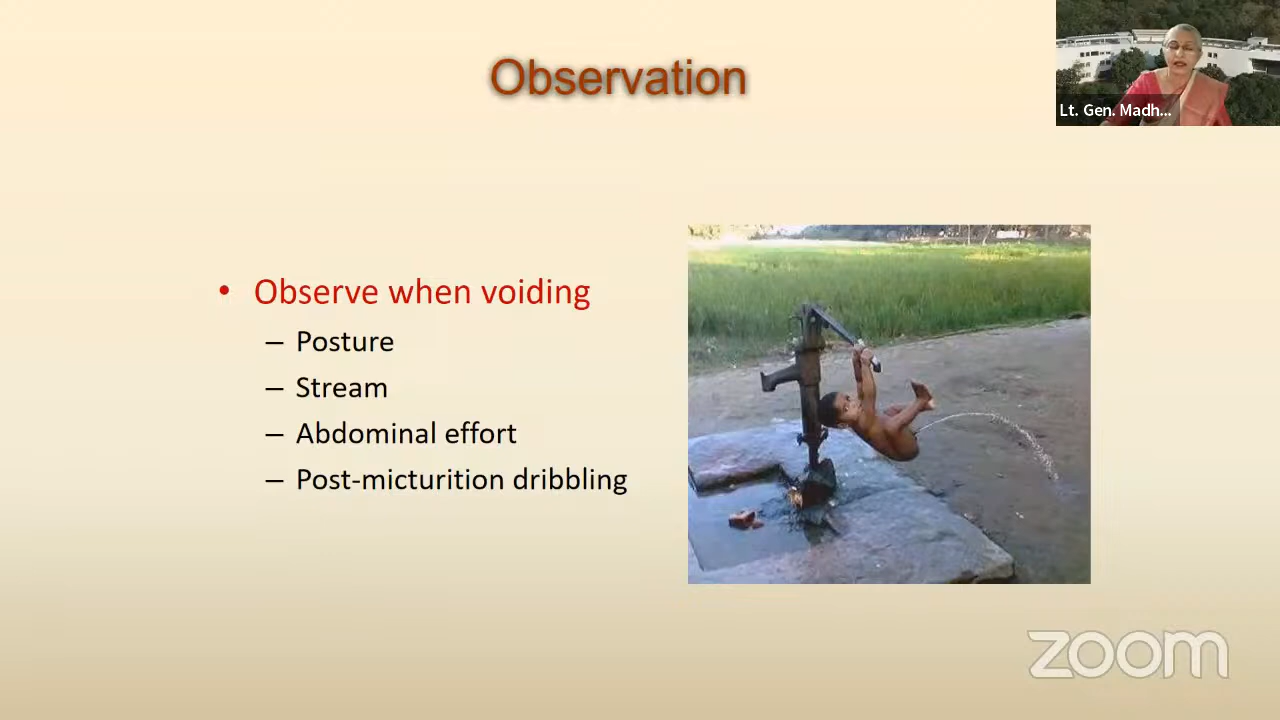 Observation
Lt. Gen. Madh...
• Observe when voiding
– Posture
– Stream
– Abdominal effort
– Post-micturition dribbling
zoom